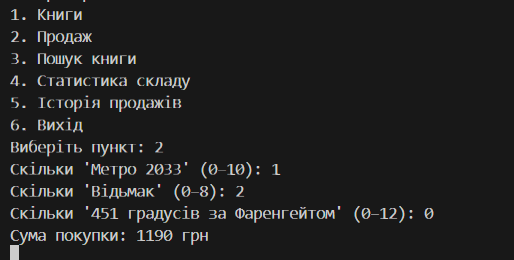 1. Книги
2. Продаж
3. Пошук книги
4. Статистика складу
5. Історія продажів
6. Вихід
Виберіть пункт: 2
Скільки 'Метро 2033' (0–10): 1
Скільки 'Відьмак' (0–8): 2
Скільки '451 градусів за Фаренгейтом' (0–12): 0
Сума покупки: 1190 грн